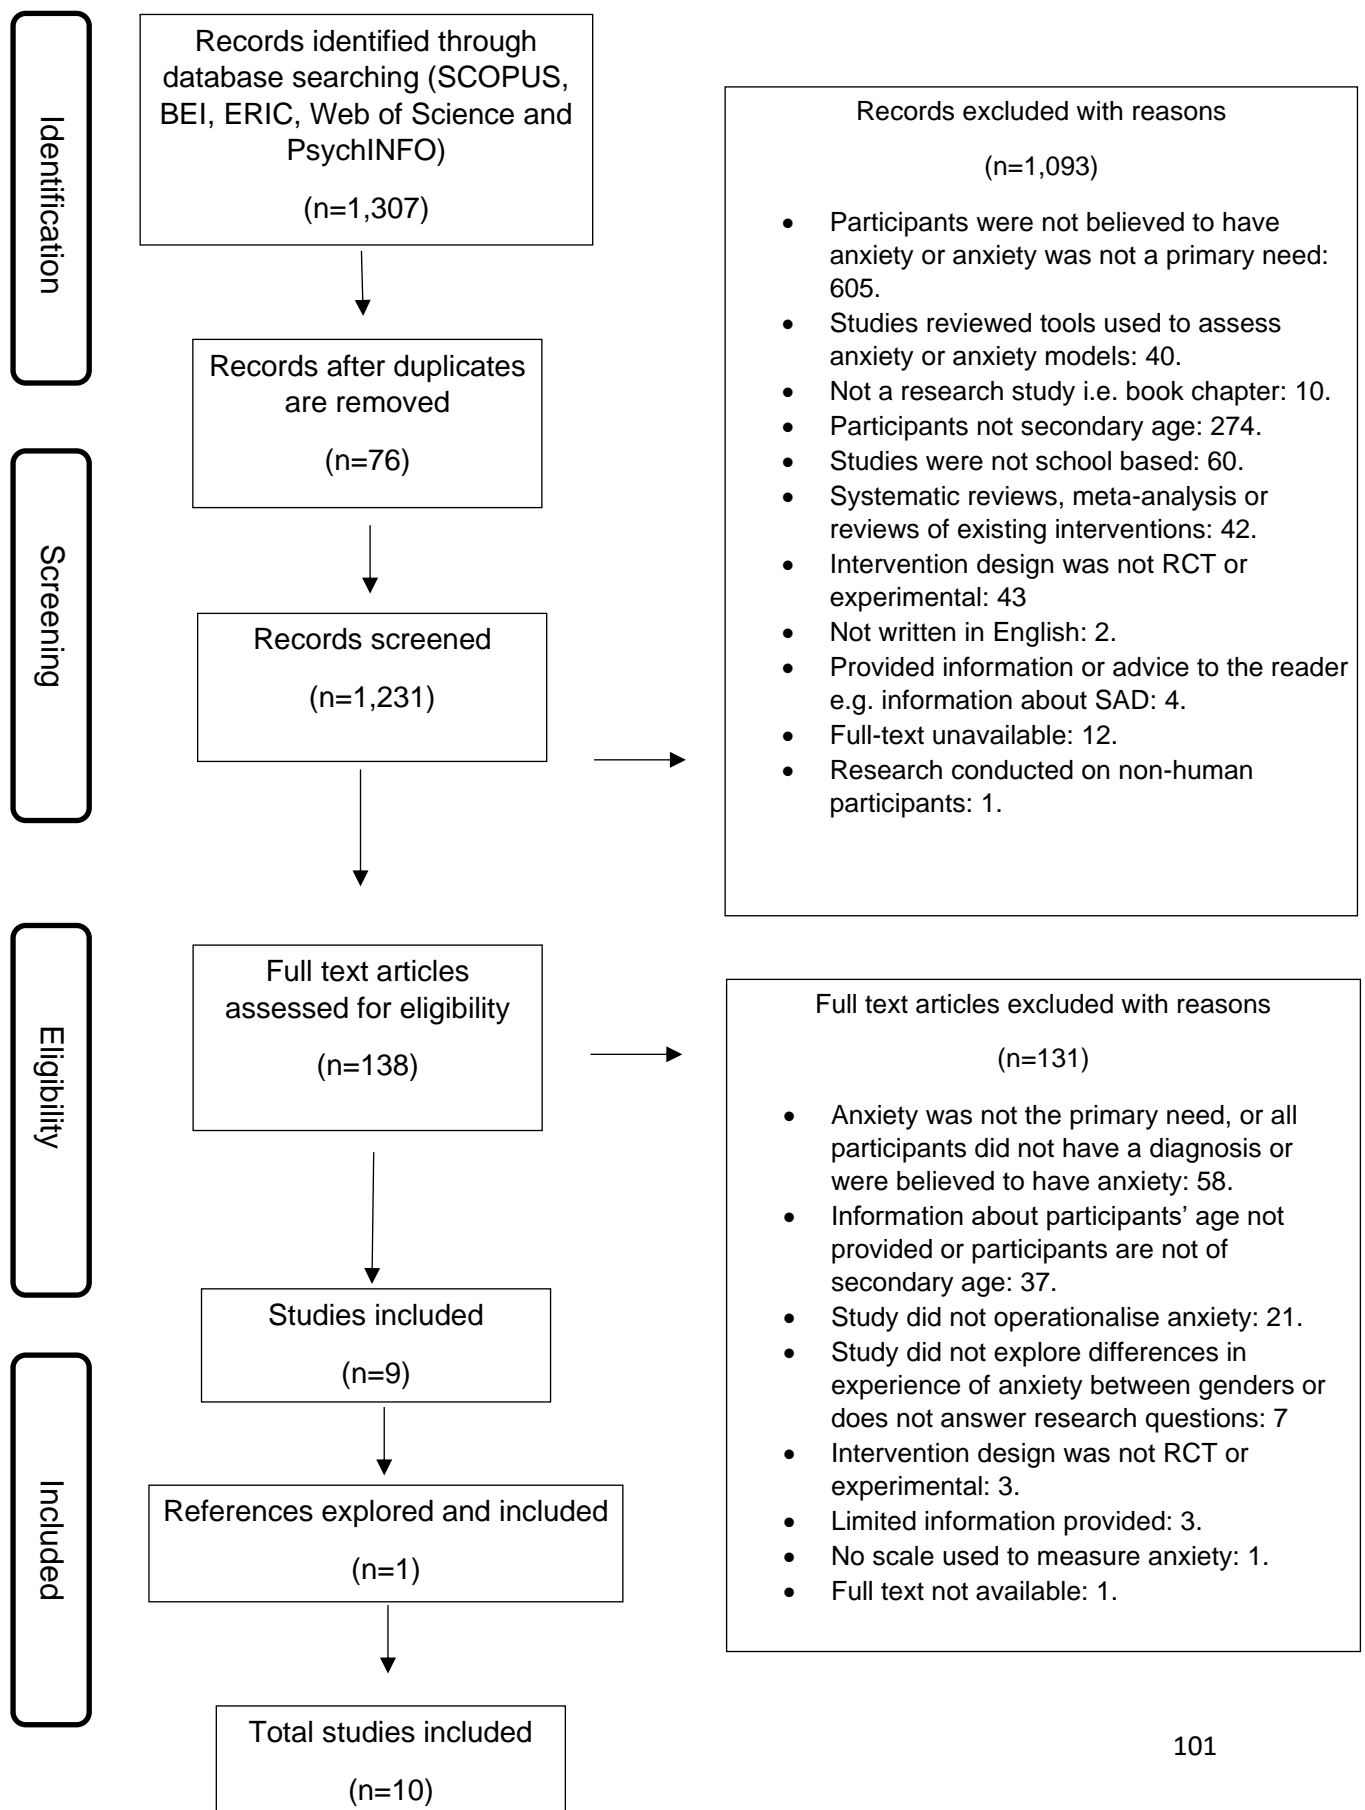 Identification
Records identified through
database searching (SCOPUS,
BEI, ERIC, Web of Science and
PsychINFO)
(n=1,307)
Records after duplicates
are removed
(n=76)
Screening
Records screened
(n=1,231)
Records excluded with reasons
(n=1,093)
• Participants were not believed to have
anxiety or anxiety was not a primary need:
605.
• Studies reviewed tools used to assess
anxiety or anxiety models: 40.
• Not a research study i.e. book chapter: 10.
• Participants not secondary age: 274.
• Studies were not school based: 60.
• Systematic reviews, meta-analysis or
reviews of existing interventions: 42.
• Intervention design was not RCT or
experimental: 43
• Not written in English: 2.
• Provided information or advice to the reader
e.g. information about SAD: 4.
• Full-text unavailable: 12.
• Research conducted on non-human
participants: 1.
Eligibility
Full text articles
assessed for eligibility
(n=138)
Full text articles excluded with reasons
(n=131)
• Anxiety was not the primary need, or all
participants did not have a diagnosis or
were believed to have anxiety: 58.
• Information about participants’ age not
provided or participants are not of
secondary age: 37.
• Study did not operationalise anxiety: 21.
• Study did not explore differences in
experience of anxiety between genders or
does not answer research questions: 7
• Intervention design was not RCT or
experimental: 3.
• Limited information provided: 3.
• No scale used to measure anxiety: 1.
• Full text not available: 1.
Included
Studies included
(n=9)
References explored and included
(n=1)
Total studies included
(n=10)
101